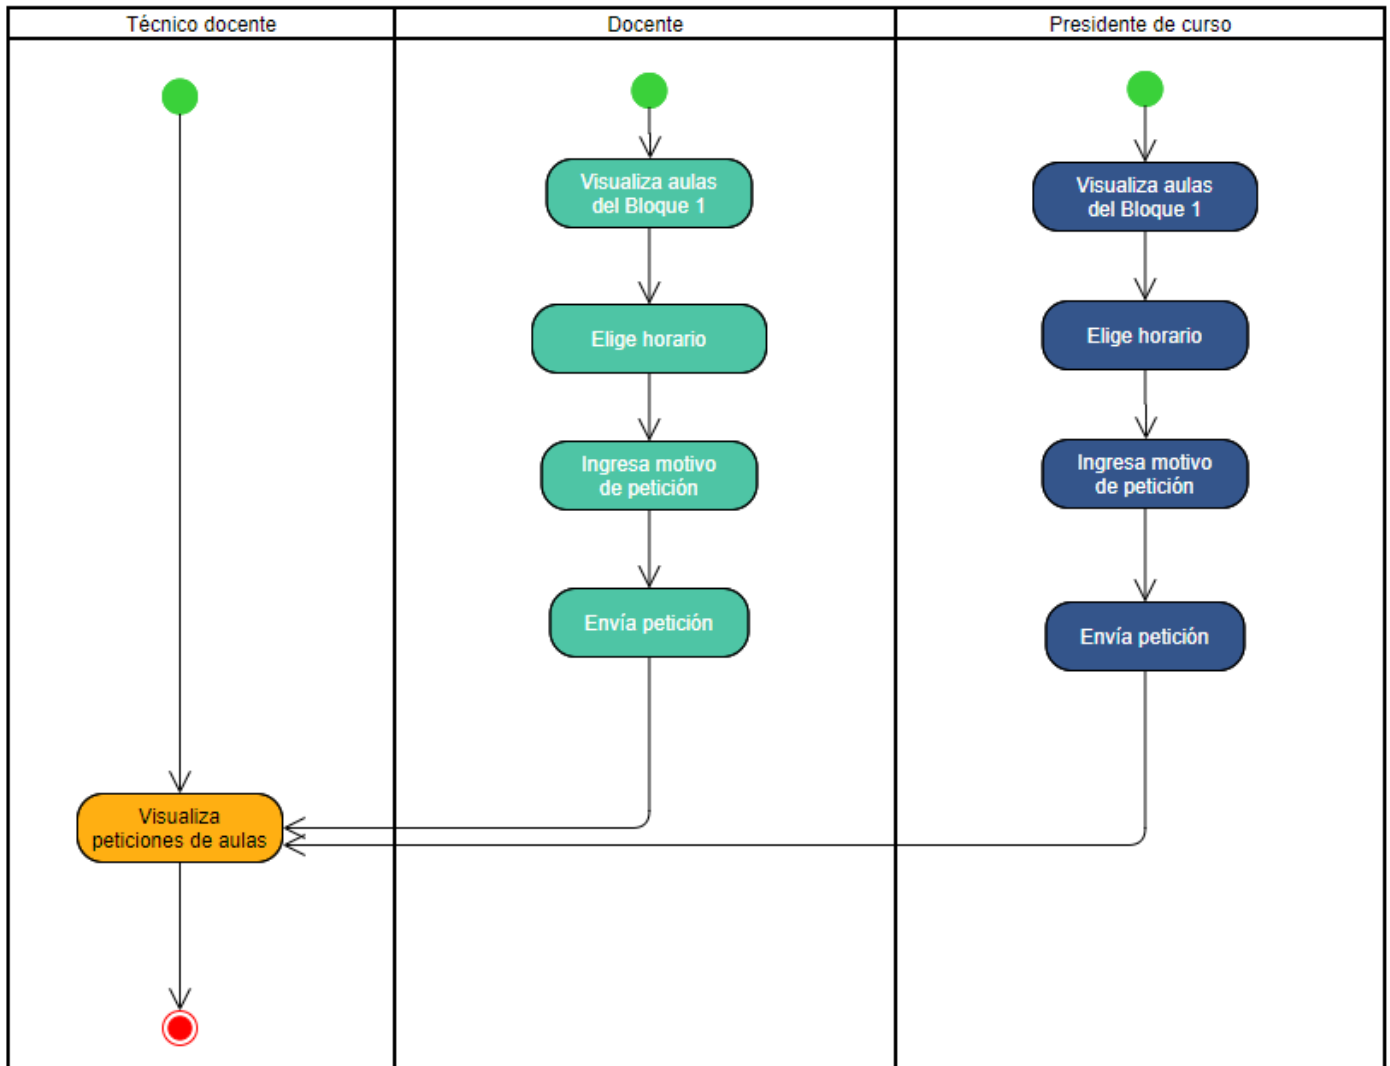 Técnico docente
Docente
Presidente de curso
Visualiza aulas
del Bloque 1
Visualiza aulas
del Bloque 1
Elige horario
Elige horario
Ingresa motivo
de petición
Ingresa motivo
de petición
Envía petición
Envía petición
Visualiza
peticiones de aulas